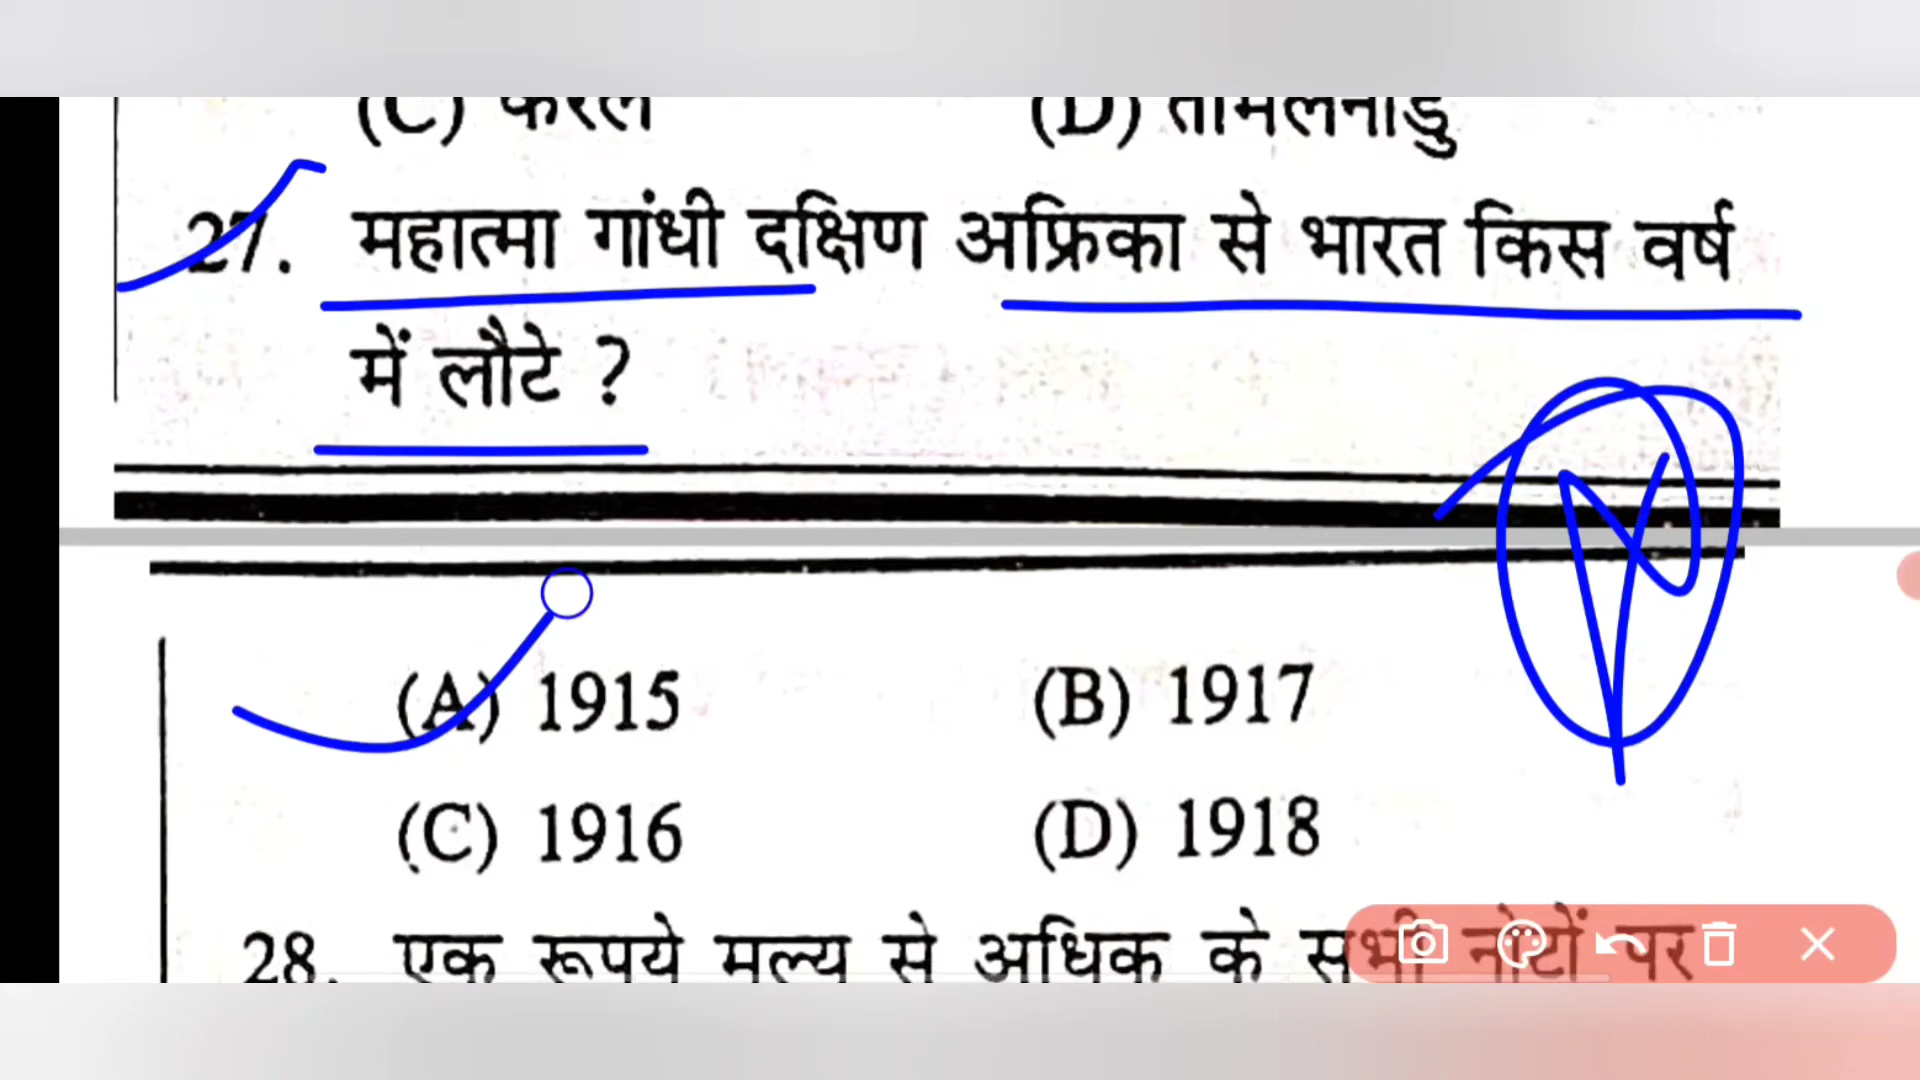 (C) केरल (D) तामिलनाडु
27. महात्मा गांधी दक्षिण अफ्रिका से भारत किस वर्ष
में लौटे ?
(A) 1915 (B) 1917
(C) 1916 (D) 1918
28. एक रूपये मूल्य से अधिक के सभी नोटों पर